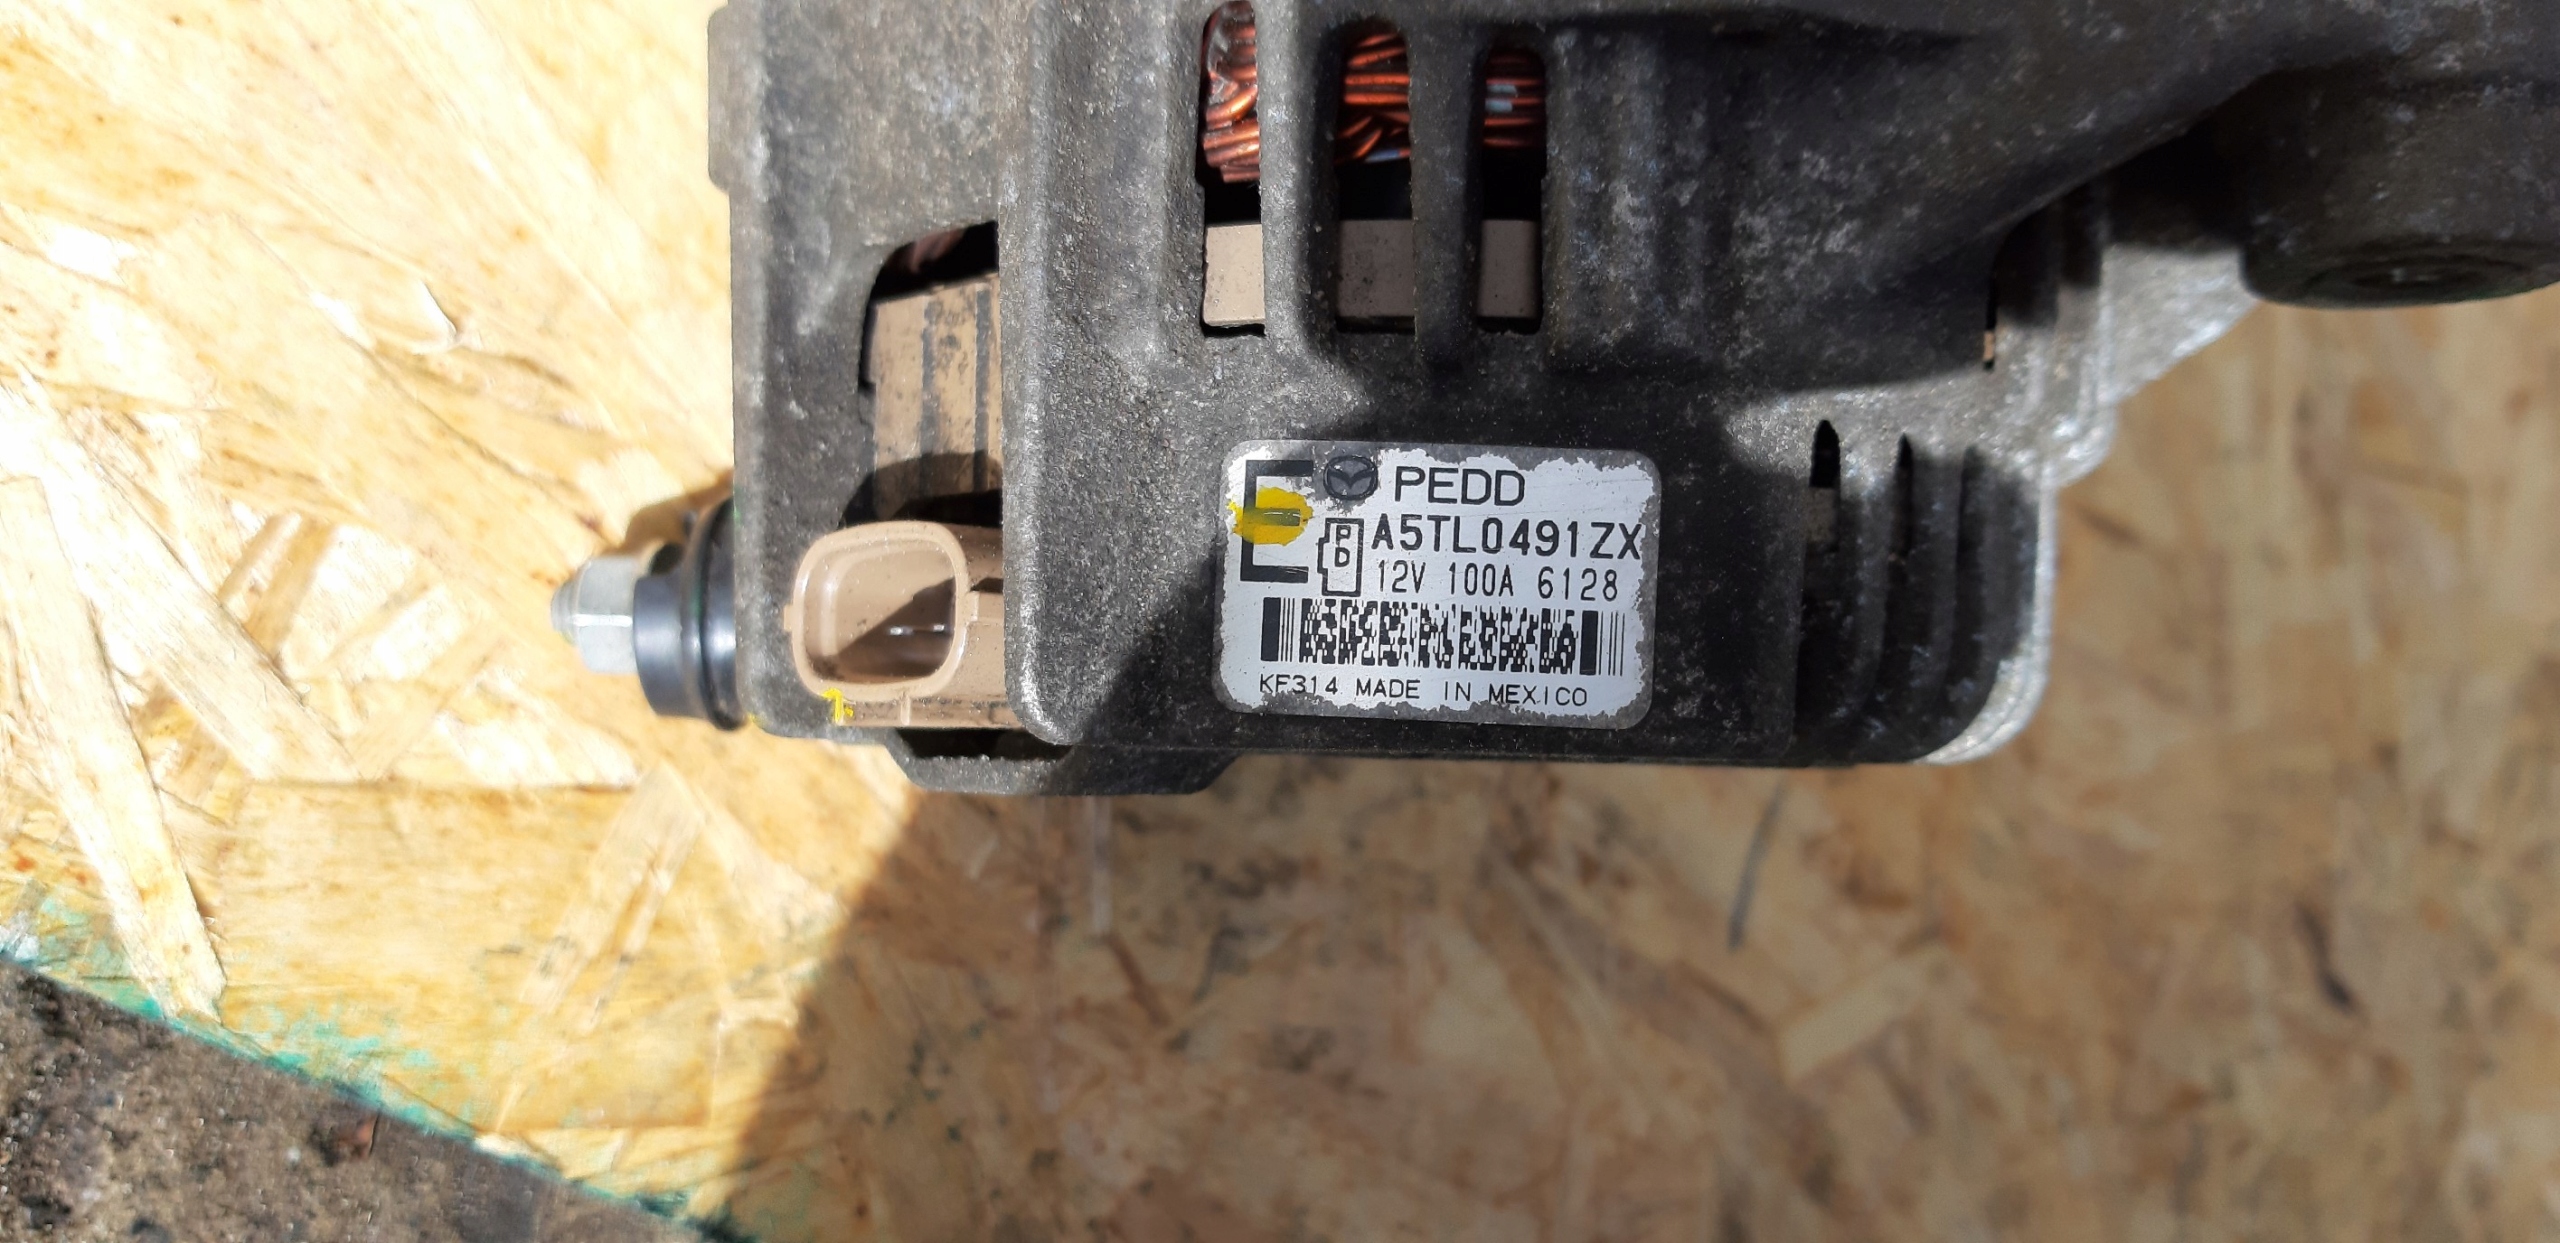 E PEDD
P
D
A5TL0491ZX
12V 100A 6128
KF314 MADE IN MEXICO